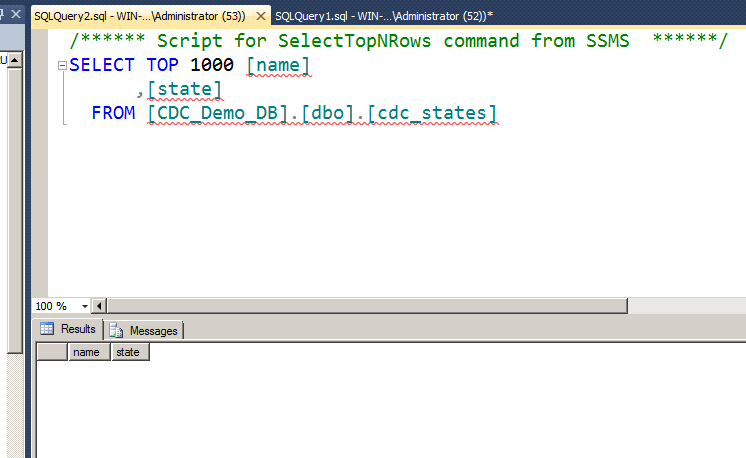 SQLQuery2.sql - WIN-...\Administrator (53)) SQLQuery1.sql - WIN-...\Administrator (52))*
/****** Script for SelectTopNRows command from SSMS  ******/
SELECT TOP 1000 [name]
,[state]
FROM [CDC_Demo_DB].[dbo].[cdc_states]
100 %
Results Messages
name state